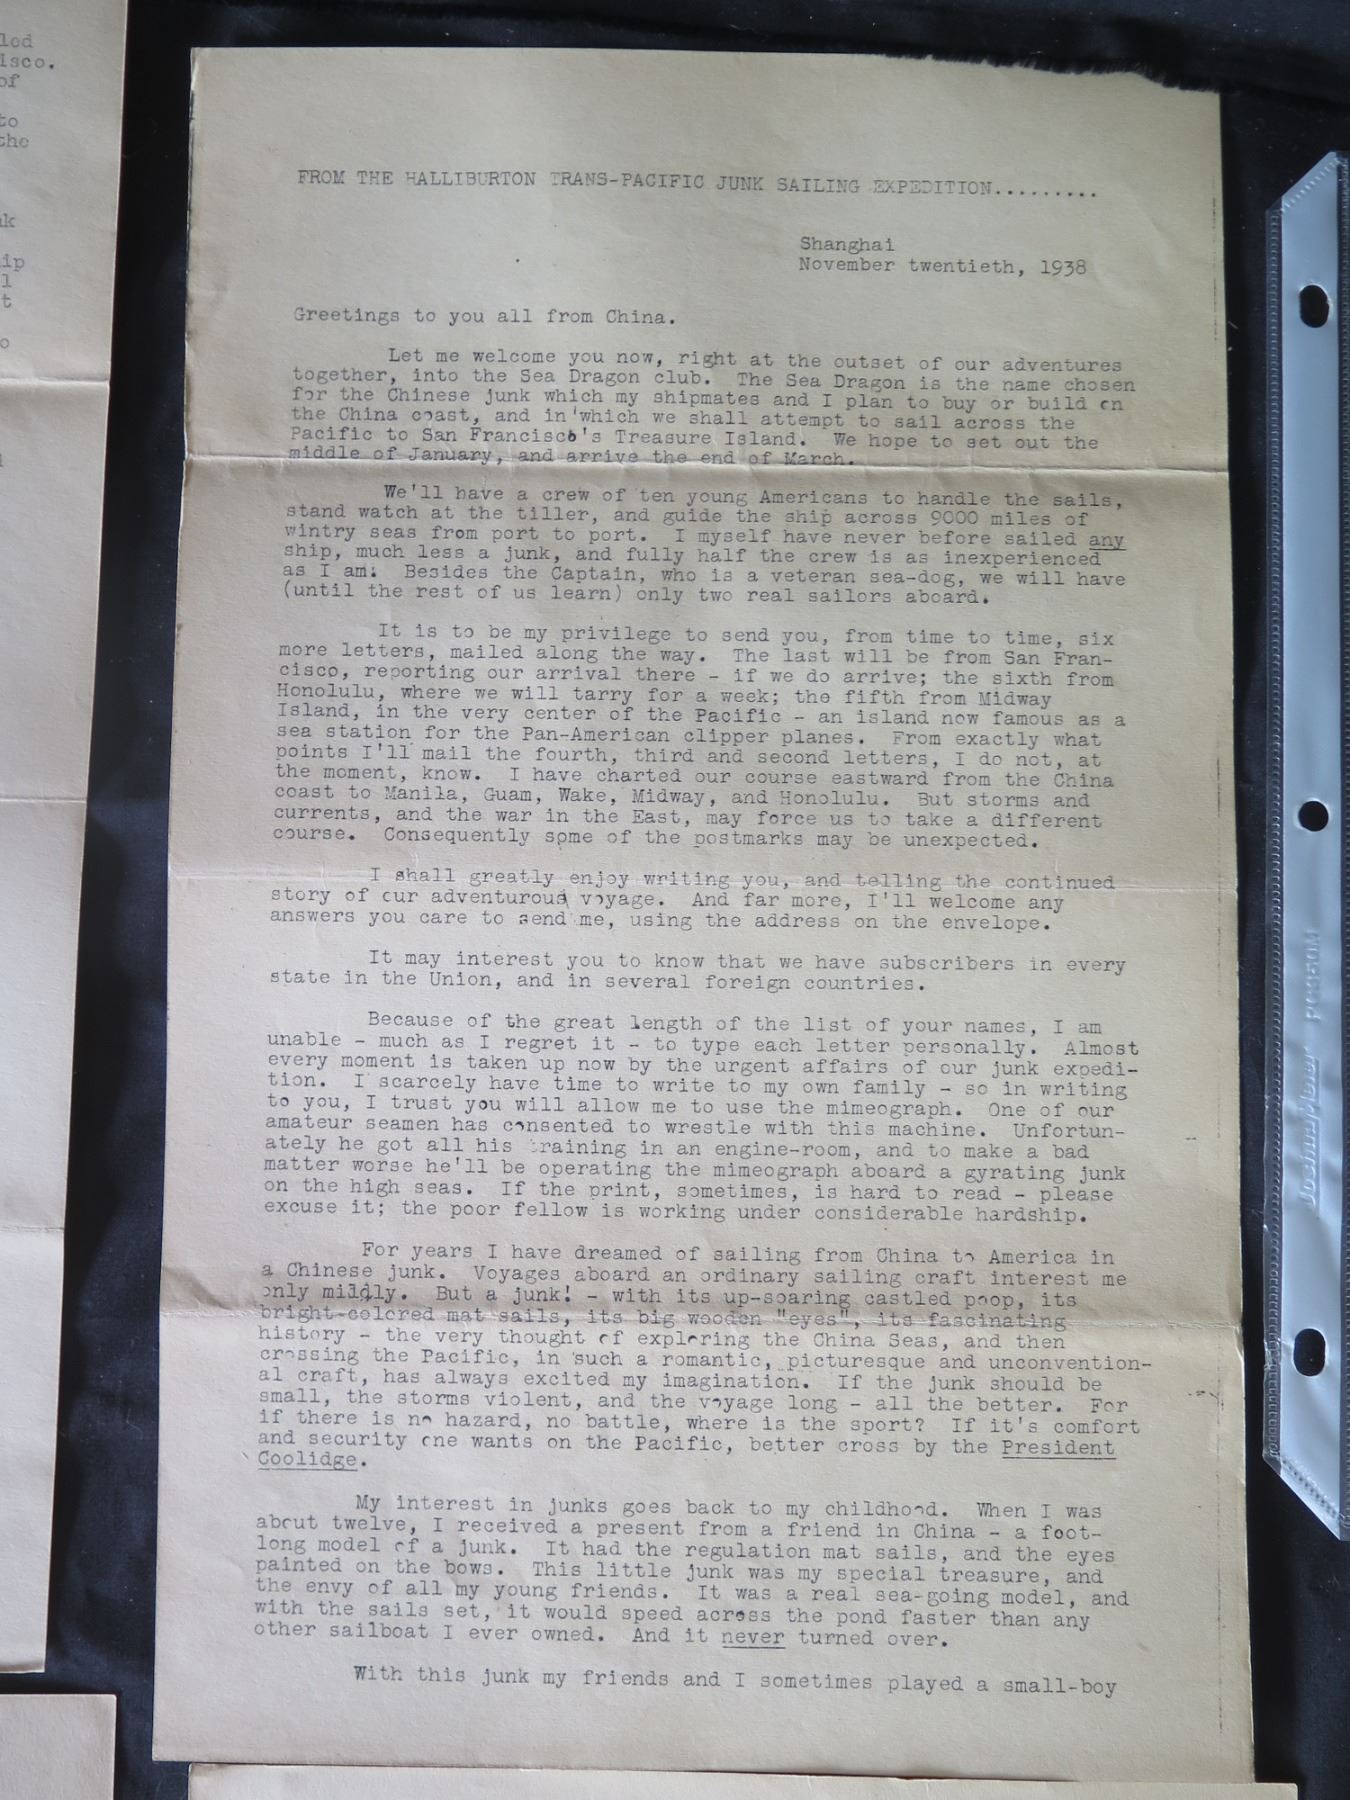 led
isco.
of
to
the
ak
ip
l
t
o
FROM THE HALLIBURTON TRANS-PACIFIC JUNK SAILING EXPEDITION.........
Shanghai
November twentieth, 1938
Greetings to you all from China.
Let me welcome you now, right at the outset of our adventures
together, into the Sea Dragon club. The Sea Dragon is the name chosen
for the Chinese junk which my shipmates and I plan to buy or build on
the China coast, and in which we shall attempt to sail across the
Pacific to San Francisco's Treasure Island. We hope to set out the
middle of January, and arrive the end of March.
We'll have a crew of ten young Americans to handle the sails,
stand watch at the tiller, and guide the ship across 9000 miles of
wintry seas from port to port. I myself have never before sailed any
ship, much less a junk, and fully half the crew is as inexperienced
as I am. Besides the Captain, who is a veteran sea-dog, we will have
(until the rest of us learn) only two real sailors aboard.
It is to be my privilege to send you, from time to time, six
more letters, mailed along the way. The last will be from San Fran-
cisco, reporting our arrival there - if we do arrive; the sixth from
Honolulu, where we will tarry for a week; the fifth from Midway
Island, in the very center of the Pacific - an island now famous as a
sea station for the Pan-American clipper planes. From exactly what
points I'll mail the fourth, third and second letters, I do not, at
the moment, know. I have charted our course eastward from the China
coast to Manila, Guam, Wake, Midway, and Honolulu. But storms and
currents, and the war in the East, may force us to take a different
course. Consequently some of the postmarks may be unexpected.
I shall greatly enjoy writing you, and telling the continued
story of our adventurous voyage. And far more, I'll welcome any
answers you care to send me, using the address on the envelope.
It may interest you to know that we have subscribers in every
state in the Union, and in several foreign countries.
Because of the great length of the list of your names, I am
unable - much as I regret it - to type each letter personally. Almost
every moment is taken up now by the urgent affairs of our junk expedi-
tion. I scarcely have time to write to my own family - so in writing
to you, I trust you will allow me to use the mimeograph. One of our
amateur seamen has consented to wrestle with this machine. Unfortun-
ately he got all his training in an engine-room, and to make a bad
matter worse he'll be operating the mimeograph aboard a gyrating junk
on the high seas. If the print, sometimes, is hard to read - please
excuse it; the poor fellow is working under considerable hardship.
For years I have dreamed of sailing from China to America in
a Chinese junk. Voyages aboard an ordinary sailing craft interest me
only mildly. But a junk! - with its up-soaring castled poop, its
bright-colored mat sails, its big wooden "eyes", its fascinating
history - the very thought of exploring the China Seas, and then
crossing the Pacific, in such a romantic, picturesque and unconvention-
al craft, has always excited my imagination. If the junk should be
small, the storms violent, and the voyage long - all the better. For
if there is no hazard, no battle, where is the sport? If it's comfort
and security one wants on the Pacific, better cross by the President
Coolidge.
My interest in junks goes back to my childhood. When I was
about twelve, I received a present from a friend in China - a foot-
long model of a junk. It had the regulation mat sails, and the eyes
painted on the bows. This little junk was my special treasure, and
the envy of all my young friends. It was a real sea-going model, and
with the sails set, it would speed across the pond faster than any
other sailboat I ever owned. And it never turned over.
With this junk my friends and I sometimes played a small-boy